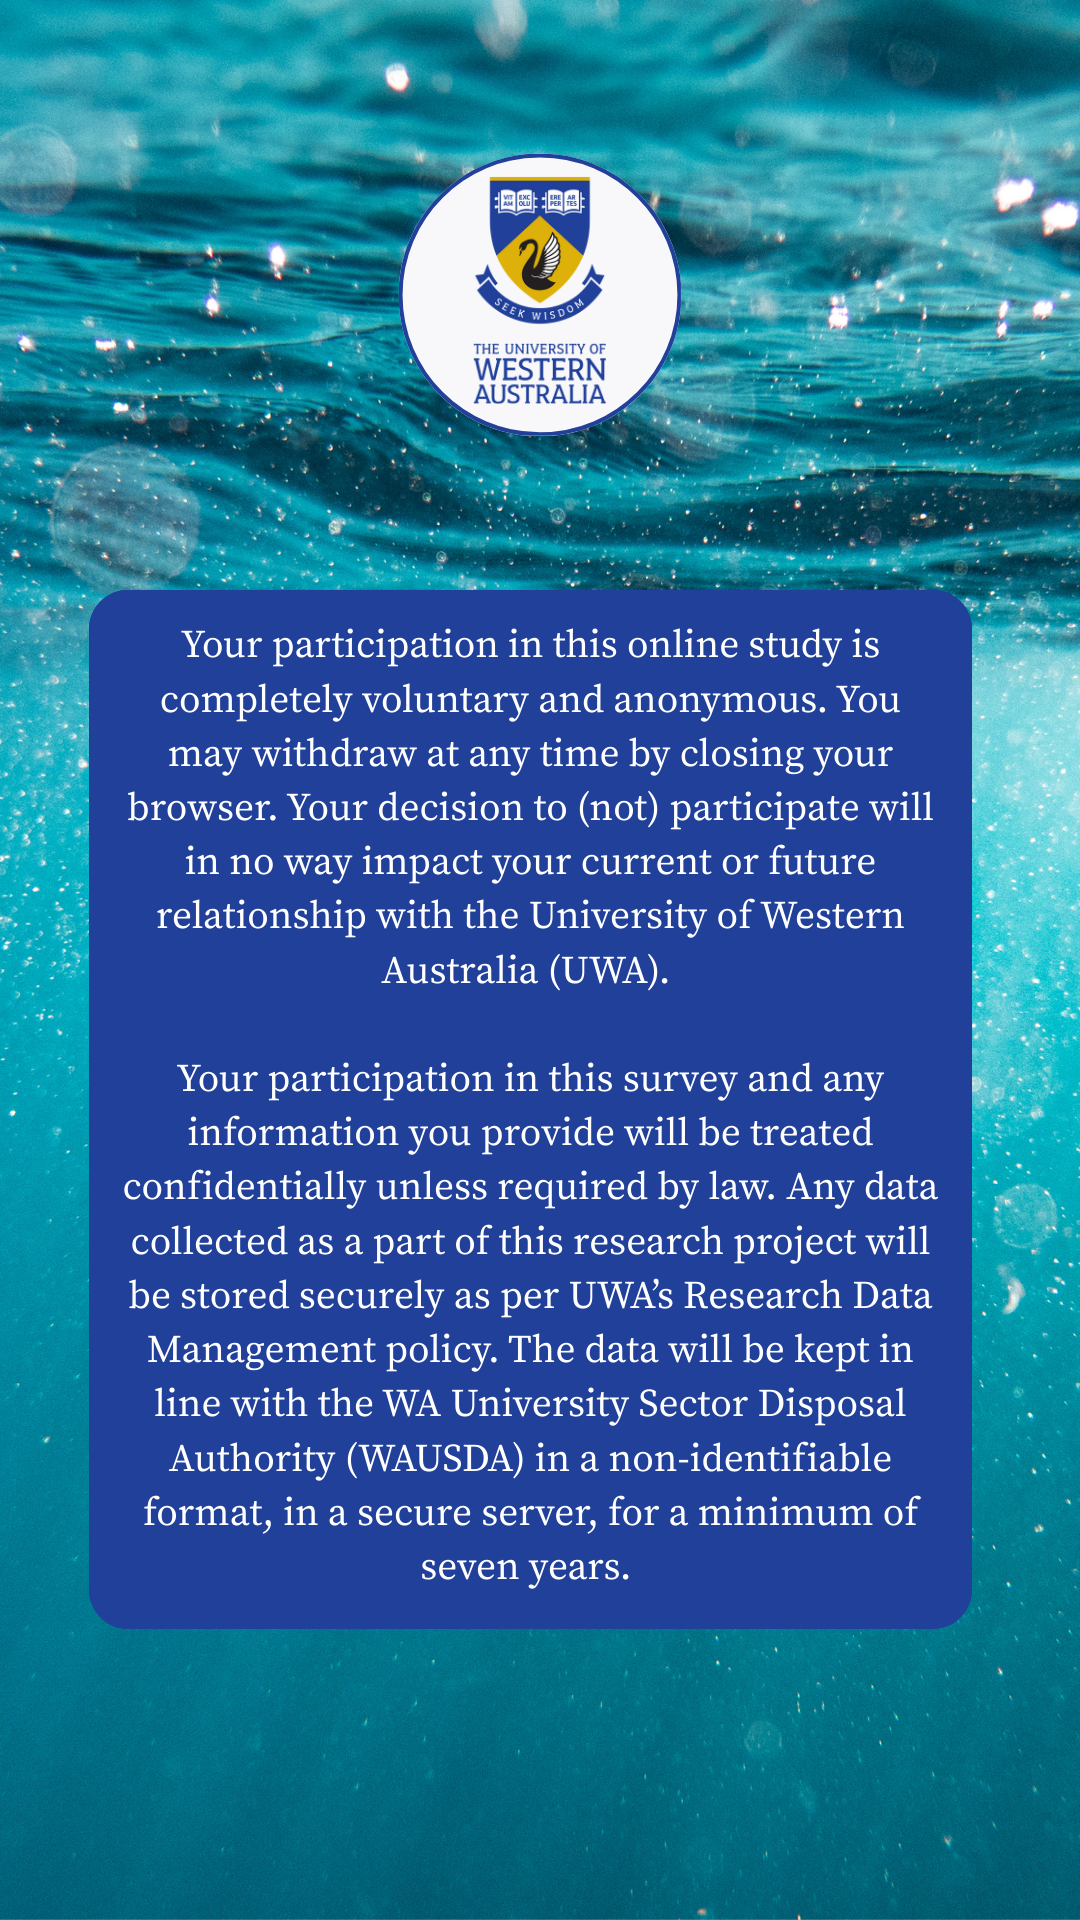 VIT EXC ERE AR
AM OLU PER TES
SEEK WISDOM
THE UNIVERSITY OF
WESTERN
AUSTRALIA
Your participation in this online study is
completely voluntary and anonymous. You
may withdraw at any time by closing your
browser. Your decision to (not) participate will
in no way impact your current or future
relationship with the University of Western
Australia (UWA).
Your participation in this survey and any
information you provide will be treated
confidentially unless required by law. Any data
collected as a part of this research project will
be stored securely as per UWA’s Research Data
Management policy. The data will be kept in
line with the WA University Sector Disposal
Authority (WAUSDA) in a non-identifiable
format, in a secure server, for a minimum of
seven years.